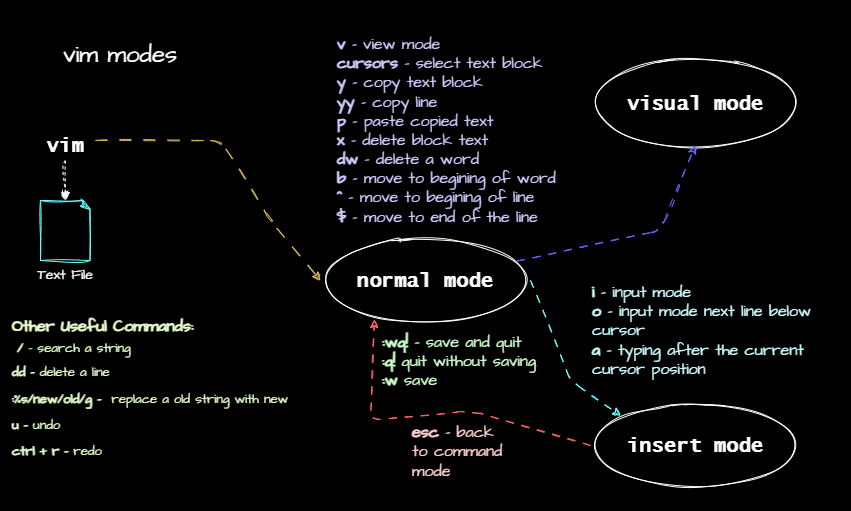 vim modes
v - view mode
cursors - select text block
y - copy text block
yy - copy line
p - paste copied text
x - delete block text
dw - delete a word
b - move to begining of word
^ - move to begining of line
$ - move to end of the line
visual mode
vim
Text File
normal mode
i - input mode
o - input mode next line below
cursor
a - typing after the current
cursor position
:wq! - save and quit
:q! quit without saving
:w save
Other Useful Commands:
/ - search a string
dd - delete a line
%s/new/old/g - replace a old string with new
u - undo
ctrl + r - redo
esc - back
to command
mode
insert mode